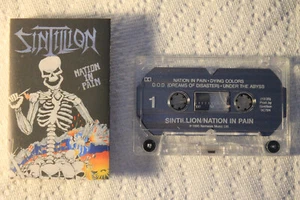 SINTILLION
NATION
IN
PAIN
NATION IN PAIN • DYING COLORS
D.O.D. (DREAMS OF DISASTER) • UNDER THE ABYSS
1
SINTILLION/NATION IN PAIN